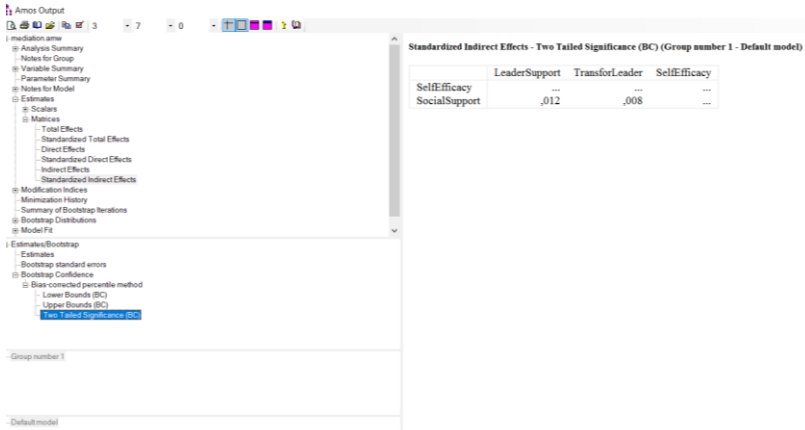 Amos Output
3 - 7 - 0 -
mediation.amw
Analysis Summary
Notes for Group
Variable Summary
Parameter Summary
Notes for Model
Estimates
Scalars
Matrices
Total Effects
Standardized Total Effects
Direct Effects
Standardized Direct Effects
Indirect Effects
Standardized Indirect Effects
Modification Indices
Minimization History
Summary of Bootstrap Iterations
Bootstrap Distributions
Model Fit
Estimates/Bootstrap
Estimates
Bootstrap standard errors
Bootstrap Confidence
Bias-corrected percentile method
Lower Bounds (BC)
Upper Bounds (BC)
Two Tailed Significance (BC)
Group number 1
Default model
Standardized Indirect Effects - Two Tailed Significance (BC) (Group number 1 - Default model)
LeaderSupport TransforLeader SelfEfficacy
SelfEfficacy ... ... ...
SocialSupport ,012 ,008 ...